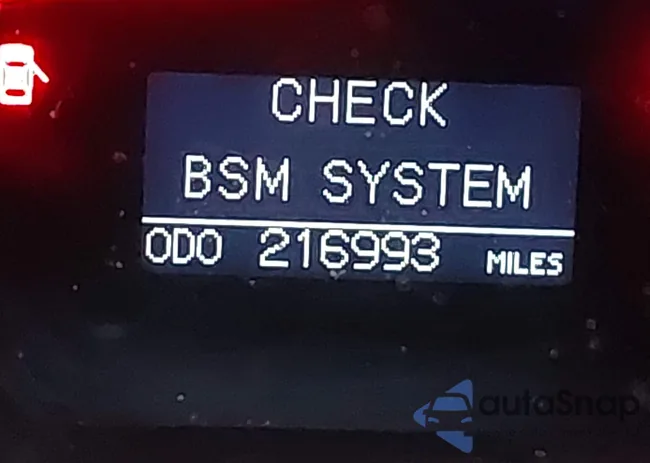 CHECK
BSM SYSTEM
ODO 216993 MILES
autoSnap